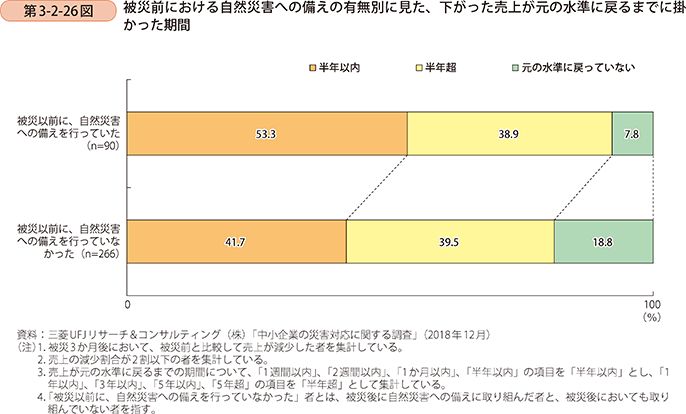 第3-2-26図
被災前における自然災害への備えの有無別に見た、下がった売上が元の水準に戻るまでに掛
かった期間
半年以内 半年超 元の水準に戻っていない
被災以前に、自然災害
への備えを行っていた
（n=90）
53.3 38.9 7.8
被災以前に、自然災害
への備えを行っていな
かった（n=266）
41.7 39.5 18.8
0 100
（%）
資料：三菱UFJリサーチ&コンサルティング（株）「中小企業の災害対応に関する調査」（2018年12月）
（注）1. 被災3か月後において、被災前と比較して売上が減少した者を集計している。
2. 売上の減少割合が2割以下の者を集計している。
3. 売上が元の水準に戻るまでの期間について、「1週間以内」、「2週間以内」、「1か月以内」、「半年以内」の項目を「半年以内」とし、「1
年以内」、「3年以内」、「5年以内」、「5年超」の項目を「半年超」として集計している。
4.「被災以前に、自然災害への備えを行っていなかった」者とは、被災後に自然災害への備えに取り組んだ者と、被災後においても取り
組んでいない者を指す。